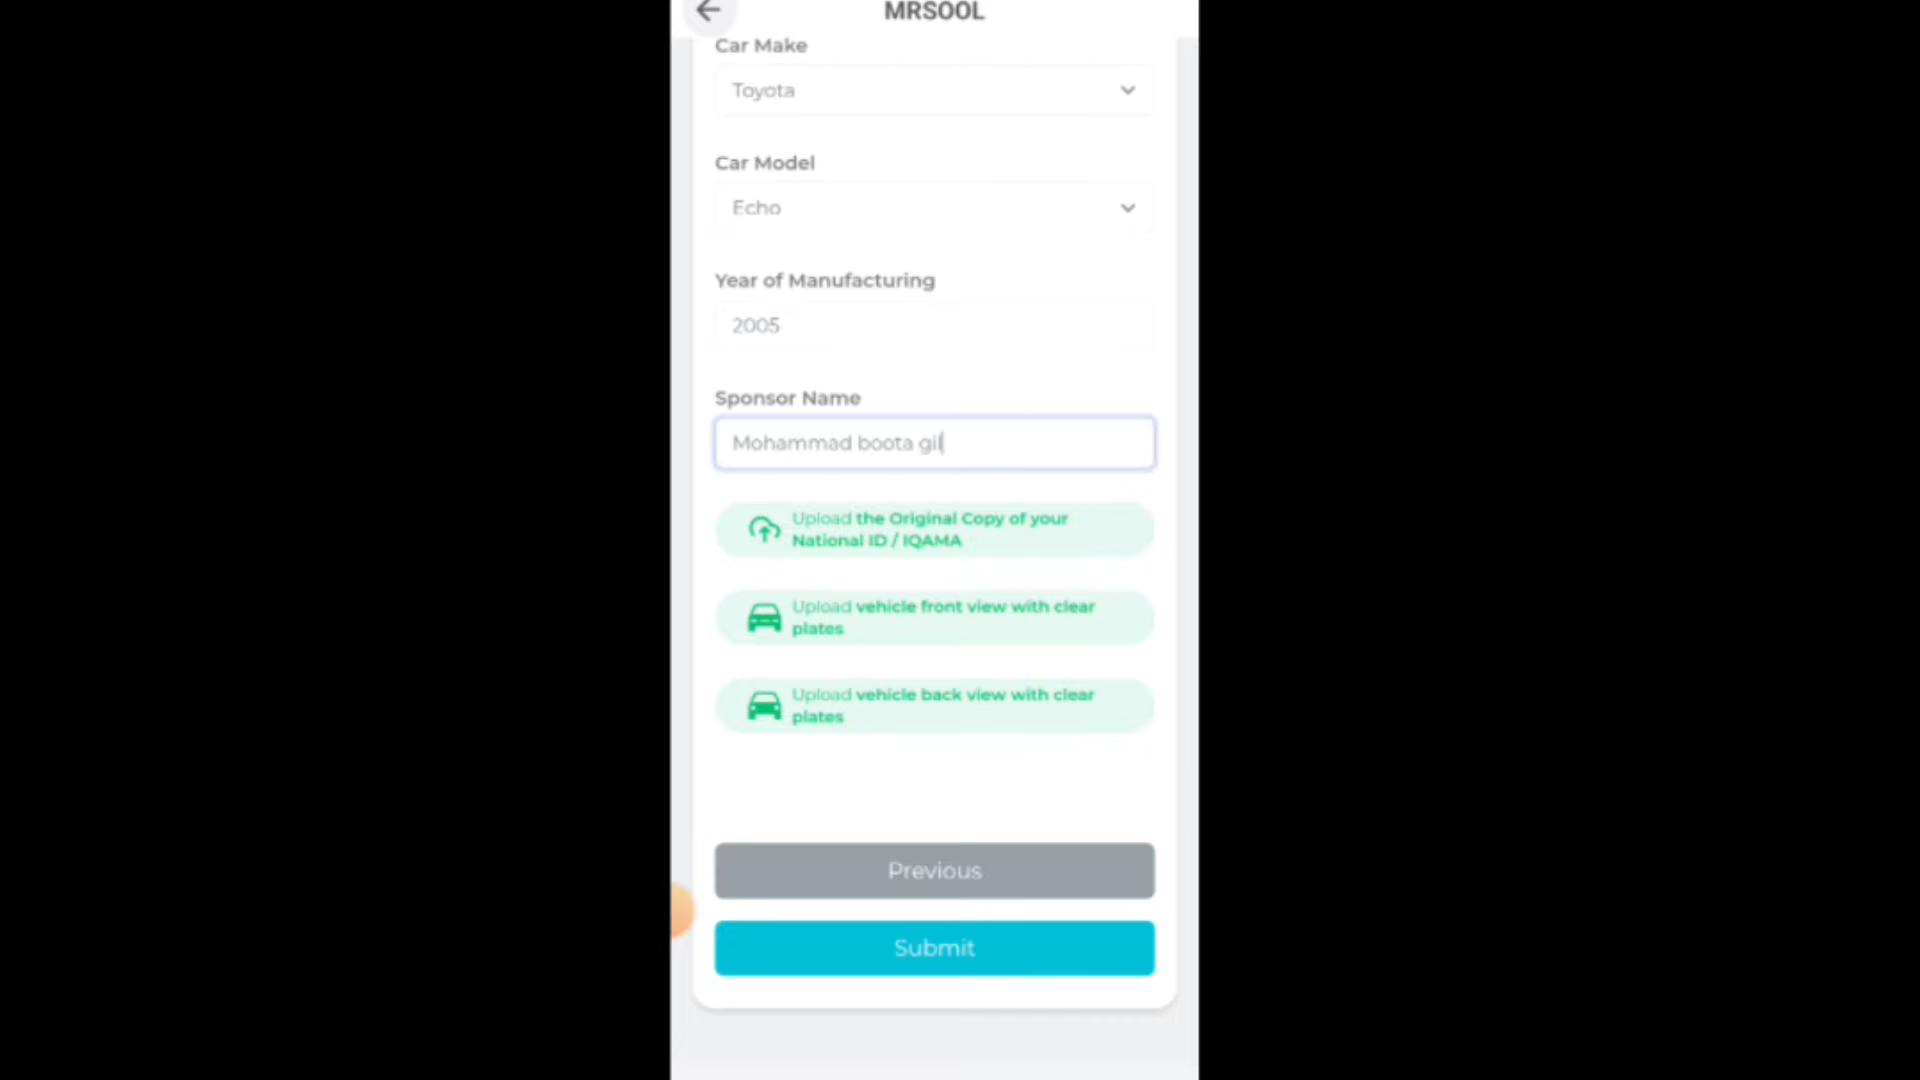 MRSOOL
Car Make
Toyota
Car Model
Echo
Year of Manufacturing
2005
Sponsor Name
Mohammad boota gil
Upload the Original Copy of your
National ID / IQAMA
Upload vehicle front view with clear
plates
Upload vehicle back view with clear
plates
Previous
Submit